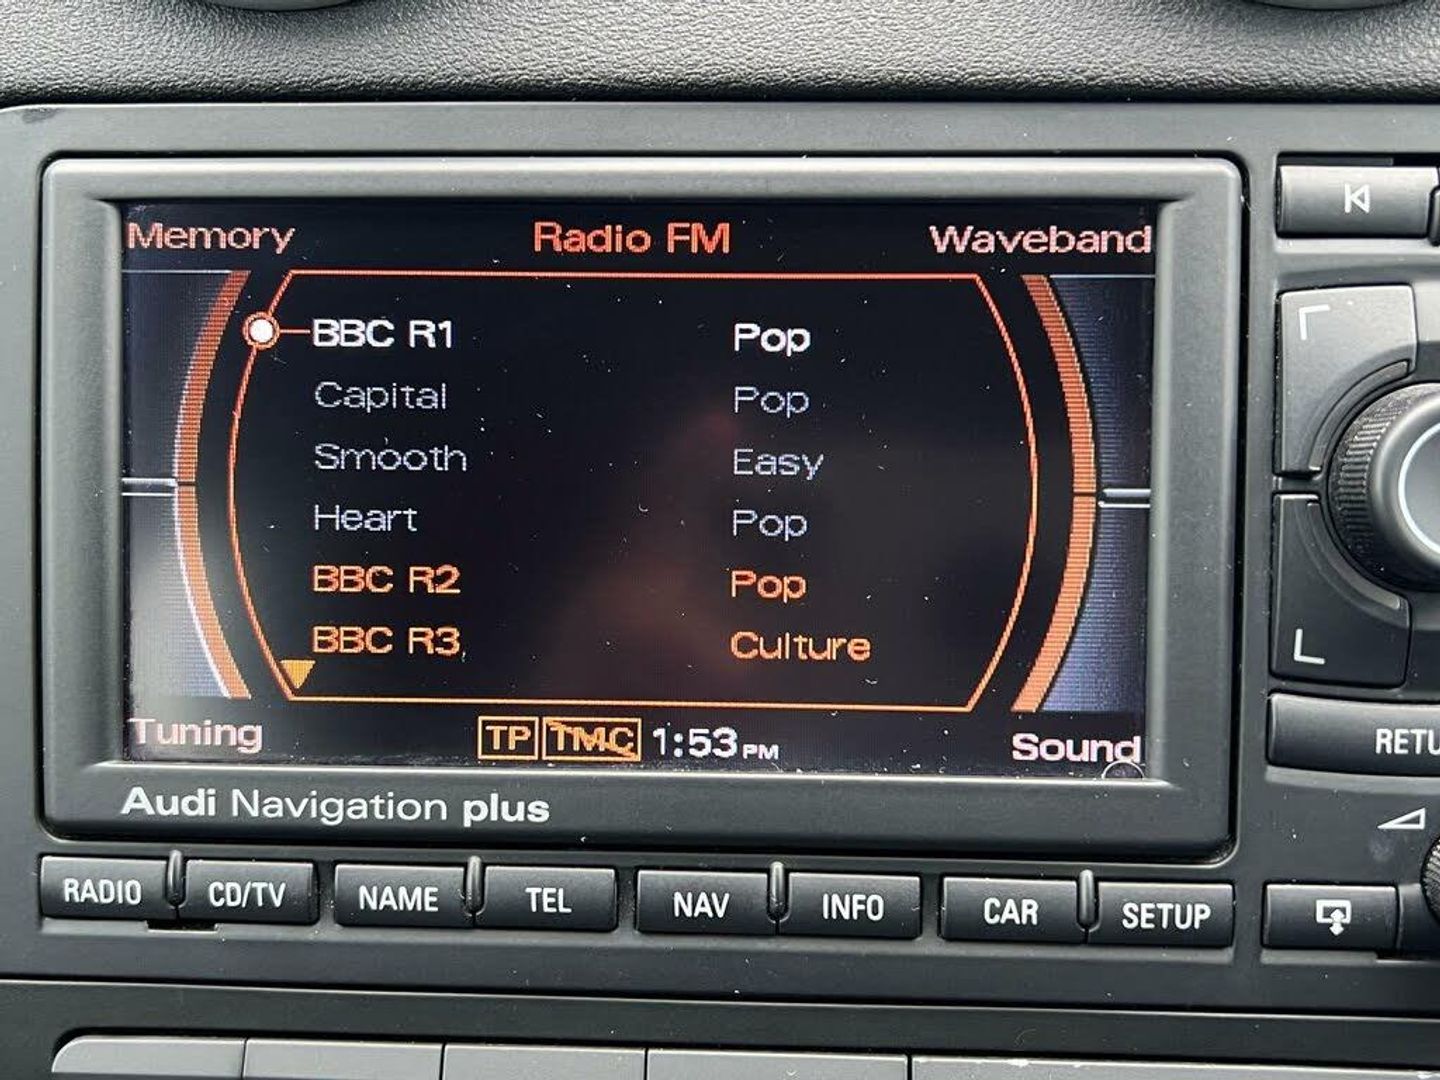 Memory Radio FM Waveband
BBC R1 Pop
Capital Pop
Smooth Easy
Heart Pop
BBC R2 Pop
BBC R3 Culture
Tuning TP TMC 1:53 PM Sound
Audi Navigation plus
RADIO CD/TV NAME TEL NAV INFO CAR SETUP